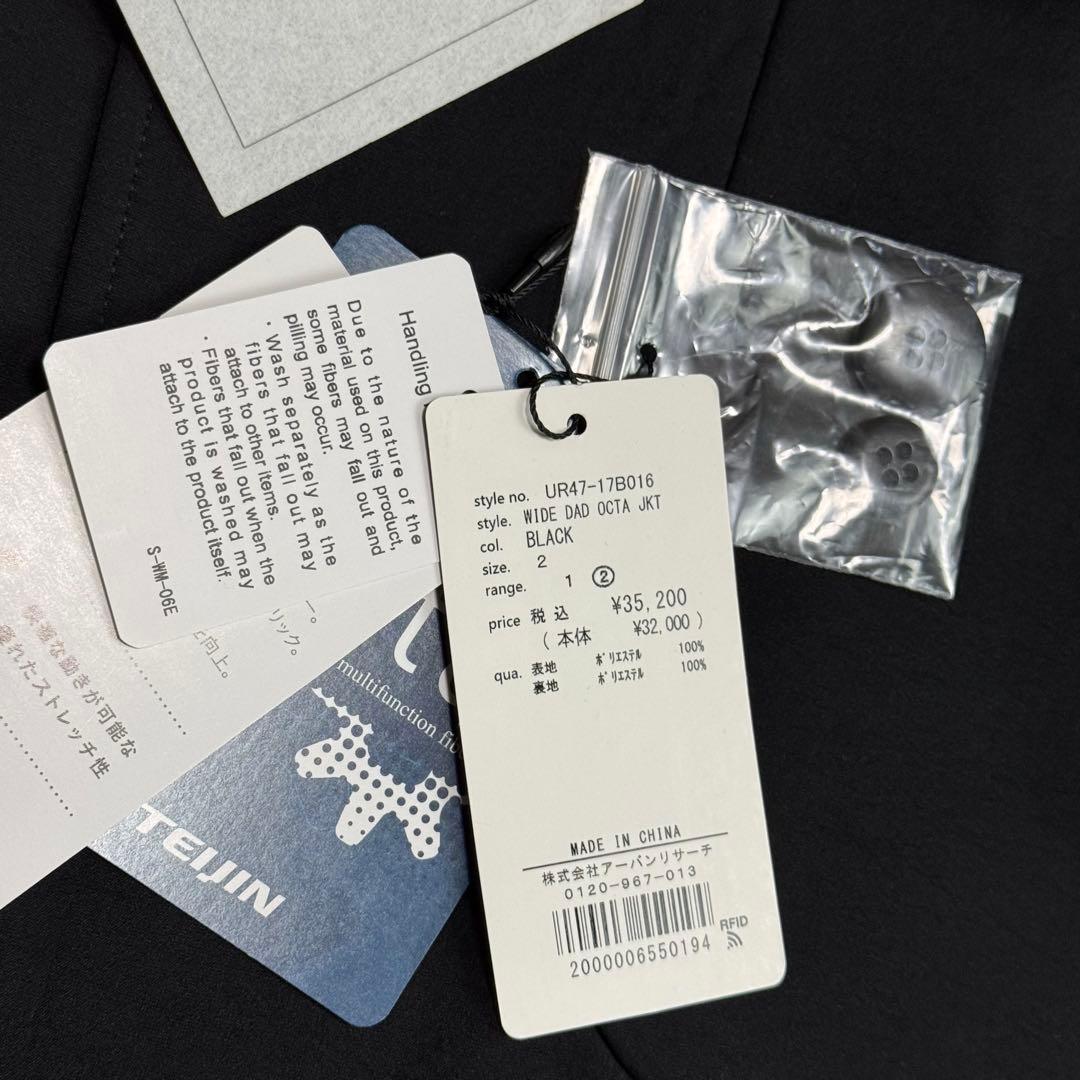 Handling
Due to the nature of the
material used on this product,
some fibers may fall out and
pilling may occur.
・Wash separately as the
fibers that fall out may
attach to other items.
・Fibers that fall out when the
product is washed may
attach to the product itself.
S-WM-06E
style no. UR47-17B016
style. WIDE DAD OCTA JKT
col. BLACK
size. 2
range. 1 ②
price 税込 ¥35,200
(本体 ¥32,000)
qua. 表地 ポリエステル 100%
裏地 ポリエステル 100%
MADE IN CHINA
株式会社アーバンリサーチ
0120-967-013
RFID
2000006550194
ー。
リック。
向上。
快適な動きが可能な
優れたストレッチ性
multifunction fib
TEIJIN